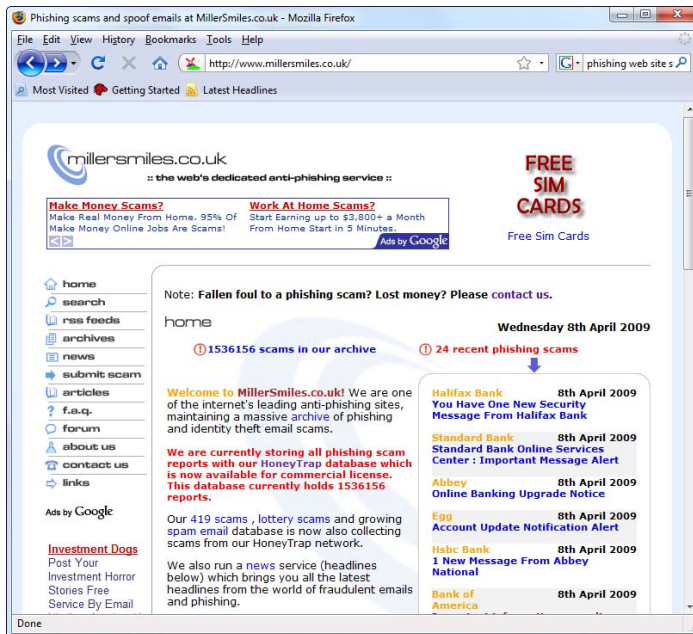 Phishing scams and spoof emails at MillerSmiles.co.uk - Mozilla Firefox
File Edit View History Bookmarks Tools Help
http://www.millersmiles.co.uk/
G phishing web site s
Most Visited Getting Started Latest Headlines
millersmiles.co.uk
:: the web's dedicated anti-phishing service ::
Make Money Scams?
Make Real Money From Home. 95% Of
Make Money Online Jobs Are Scams!
Work At Home Scams?
Start Earning up to $3,800+ a Month
From Home Start in 5 Minutes.
Ads by Google
FREE
SIM
CARDS
Free Sim Cards
home
search
rss feeds
archives
news
submit scam
articles
f.a.q.
forum
about us
contact us
links
Ads by Google
Investment Dogs
Post Your
Investment Horror
Stories Free
Service By Email
Note: Fallen foul to a phishing scam? Lost money? Please contact us.
home
Wednesday 8th April 2009
1536156 scams in our archive
24 recent phishing scams
Welcome to MillerSmiles.co.uk! We are one
of the internet's leading anti-phishing sites,
maintaining a massive archive of phishing
and identity theft email scams.
We are currently storing all phishing scam
reports with our HoneyTrap database which
is now available for commercial license.
This database currently holds 1536156
reports.
Our 419 scams , lottery scams and growing
spam email database is now also collecting
scams from our HoneyTrap network.
We also run a news service (headlines
below) which brings you all the latest
headlines from the world of fraudulent emails
and phishing.
Halifax Bank 8th April 2009
You Have One New Security
Message From Halifax Bank
Standard Bank 8th April 2009
Standard Bank Online Services
Center : Important Message Alert
Abbey 8th April 2009
Online Banking Upgrade Notice
Egg 8th April 2009
Account Update Notification Alert
Hsbc Bank 8th April 2009
1 New Message From Abbey
National
Bank of 8th April 2009
America
Done